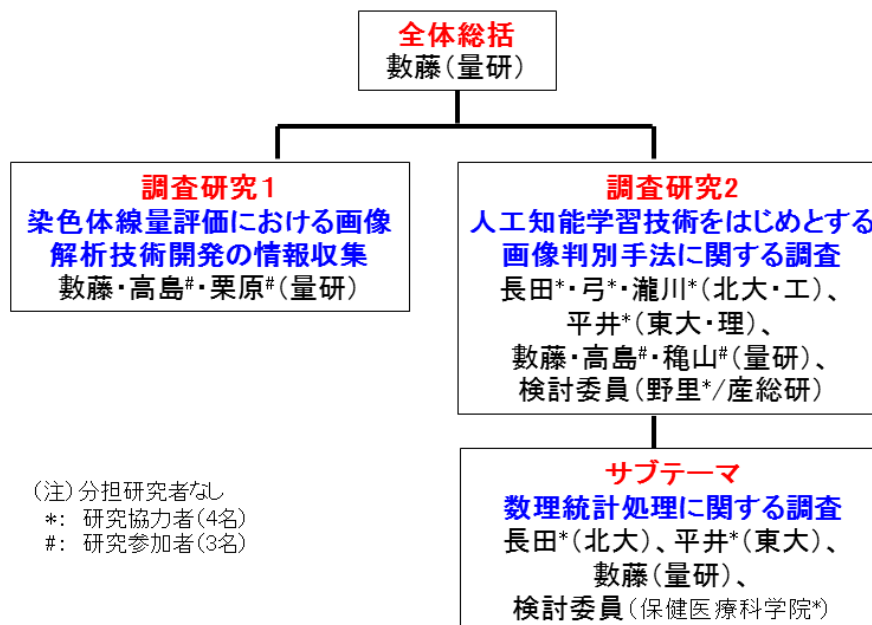 全体総括
數藤(量研)
調査研究1
染色体線量評価における画像
解析技術開発の情報収集
數藤・高島#・栗原#(量研)
調査研究2
人工知能学習技術をはじめとする
画像判別手法に関する調査
長田*・弓*・瀧川*(北大・工)、
平井*(東大・理)、
數藤・高島#・穐山#(量研)、
検討委員(野里*/産総研)
サブテーマ
数理統計処理に関する調査
長田*(北大)、平井*(東大)、
數藤(量研)、
検討委員(保健医療科学院*)
(注)分担研究者なし
*: 研究協力者(4名)
#: 研究参加者(3名)